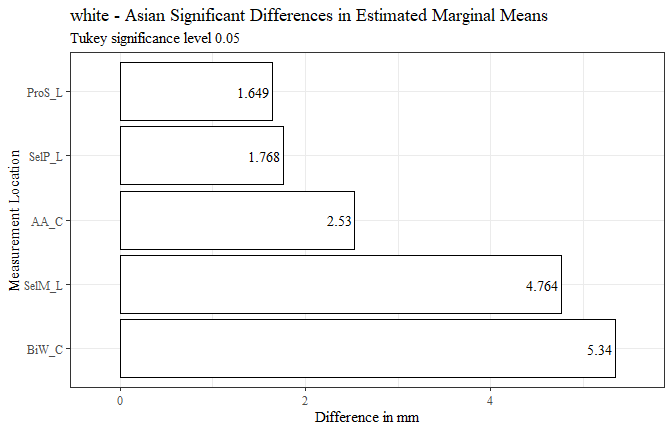 white - Asian Significant Differences in Estimated Marginal Means
Tukey significance level 0.05
Measurement Location
ProS_L
1.649
SelP_L
1.768
AA_C
2.53
SelM_L
4.764
BiW_C
5.34
0
2
4
Difference in mm